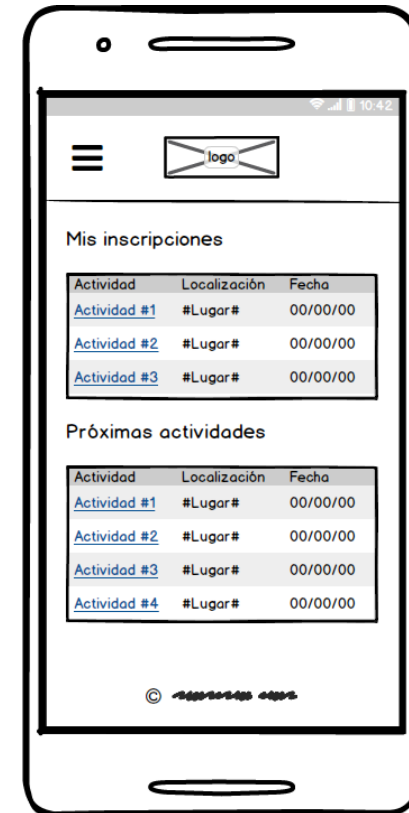 10:42
logo
Mis inscripciones
Actividad Localización Fecha
Actividad #1 #Lugar# 00/00/00
Actividad #2 #Lugar# 00/00/00
Actividad #3 #Lugar# 00/00/00
Próximas actividades
Actividad Localización Fecha
Actividad #1 #Lugar# 00/00/00
Actividad #2 #Lugar# 00/00/00
Actividad #3 #Lugar# 00/00/00
Actividad #4 #Lugar# 00/00/00
©